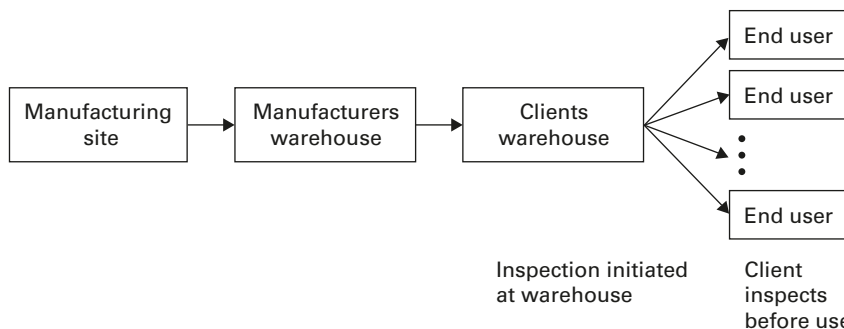 End user
Manufacturing
site
Manufacturers
warehouse
Clients
warehouse
End user
End user
Inspection initiated
at warehouse
Client
inspects
before use